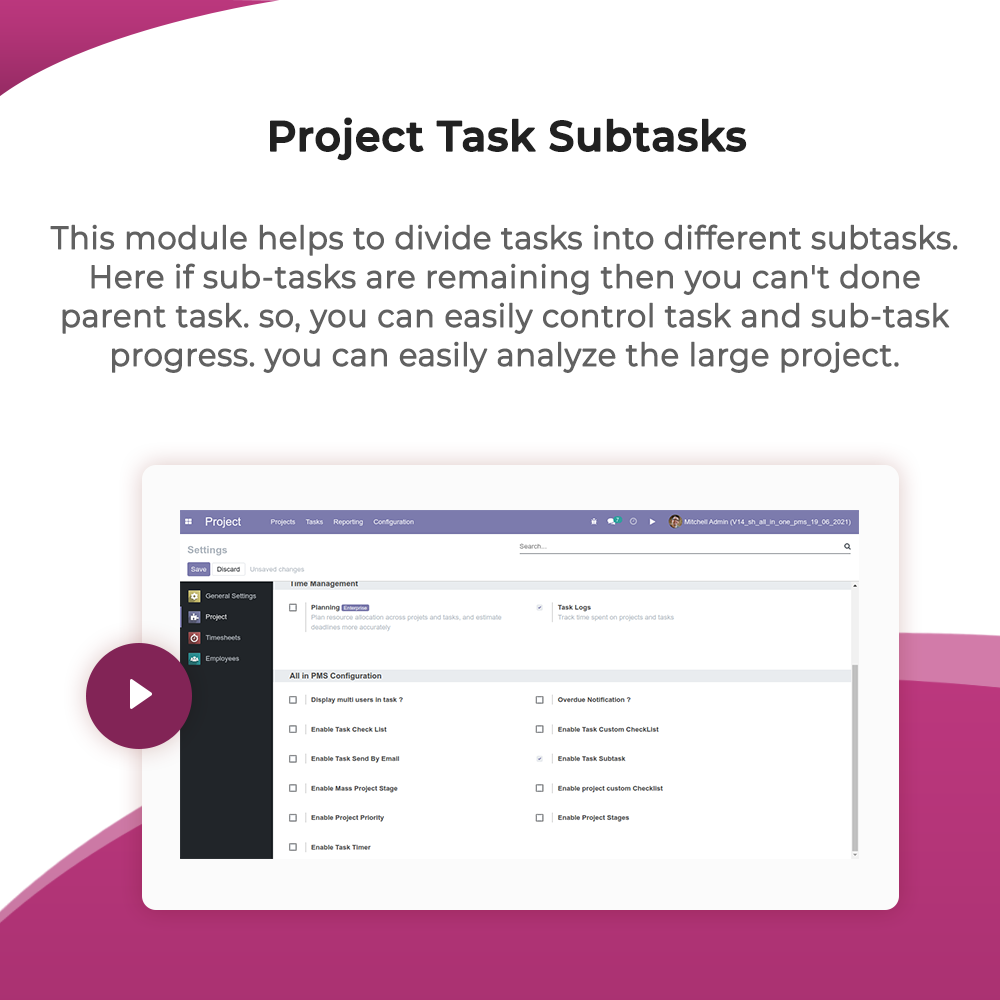 Project Task Subtasks
This module helps to divide tasks into different subtasks.
Here if sub-tasks are remaining then you can't done
parent task. so, you can easily control task and sub-task
progress. you can easily analyze the large project.
Project Projects Tasks Reporting Configuration 7 Mitchell Admin (V14_sh_all_in_one_pms_19_06_2021)
Settings Search...
Save Discard Unsaved changes
General Settings
Project
Timesheets
Employees
Time Management
Planning Enterprise
Plan resource allocation across projets and tasks, and estimate
deadlines more accurately
Task Logs
Track time spent on projects and tasks
All in PMS Configuration
Display multi users in task ? Overdue Notification ?
Enable Task Check List Enable Task Custom CheckList
Enable Task Send By Email Enable Task Subtask
Enable Mass Project Stage Enable project custom Checklist
Enable Project Priority Enable Project Stages
Enable Task Timer